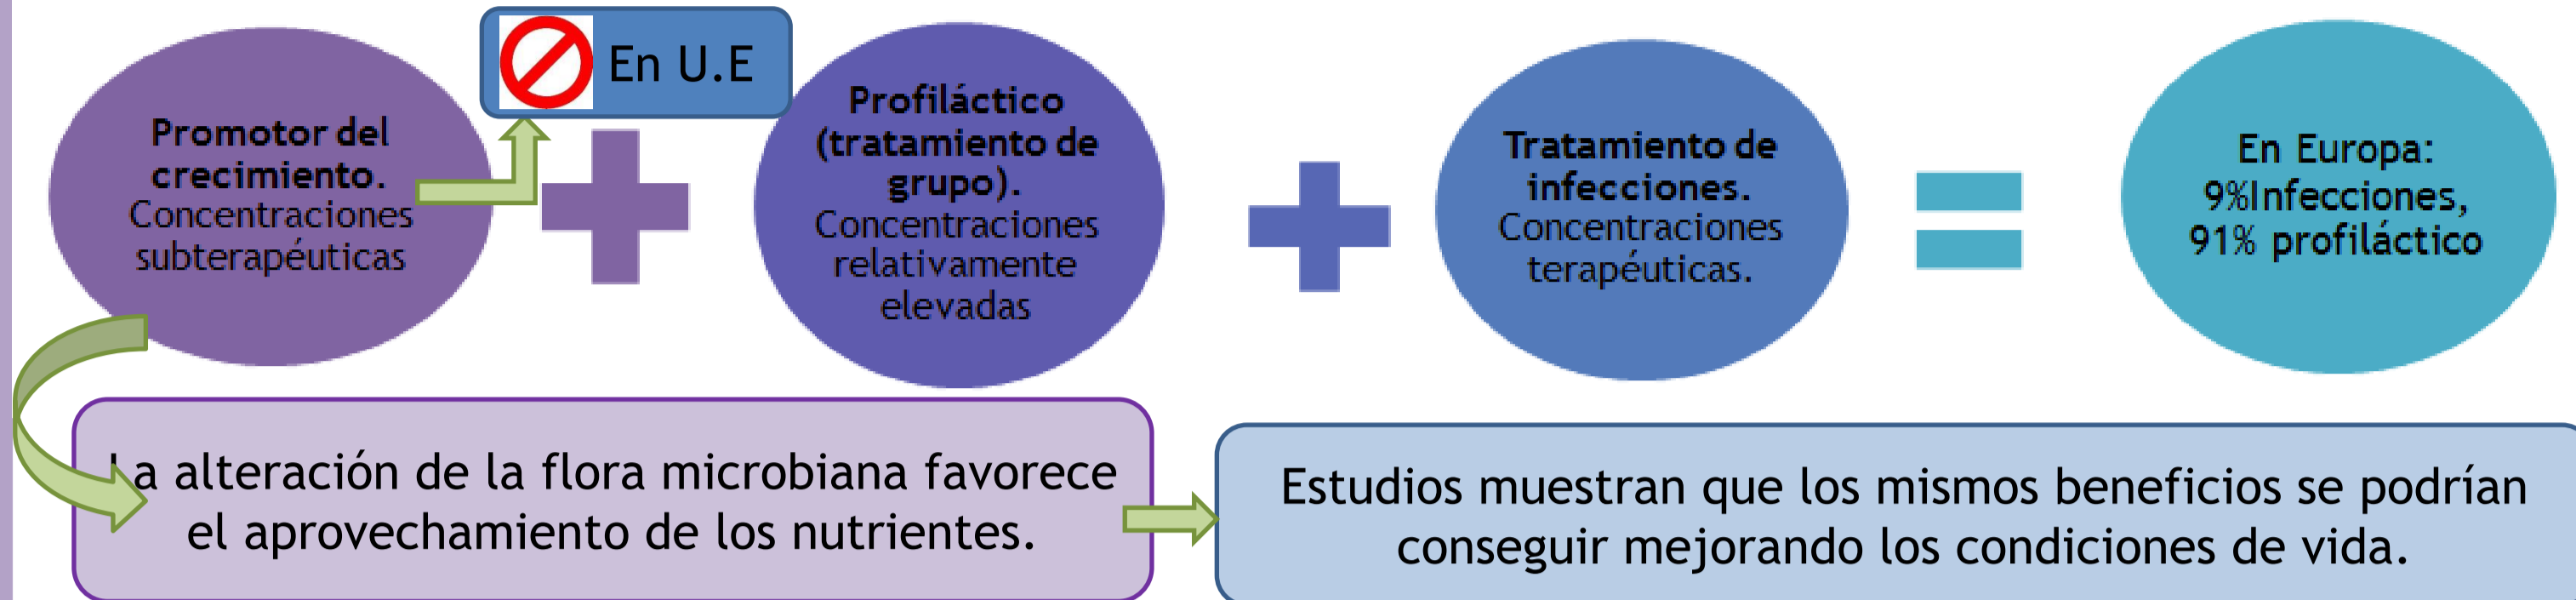 En U.E
Promotor del
crecimiento.
Concentraciones
subterapéuticas
Profiláctico
(tratamiento de
grupo).
Concentraciones
relativamente
elevadas
Tratamiento de
infecciones.
Concentraciones
terapéuticas.
En Europa:
9%Infecciones,
91% profiláctico
La alteración de la flora microbiana favorece
el aprovechamiento de los nutrientes.
Estudios muestran que los mismos beneficios se podrían
conseguir mejorando los condiciones de vida.